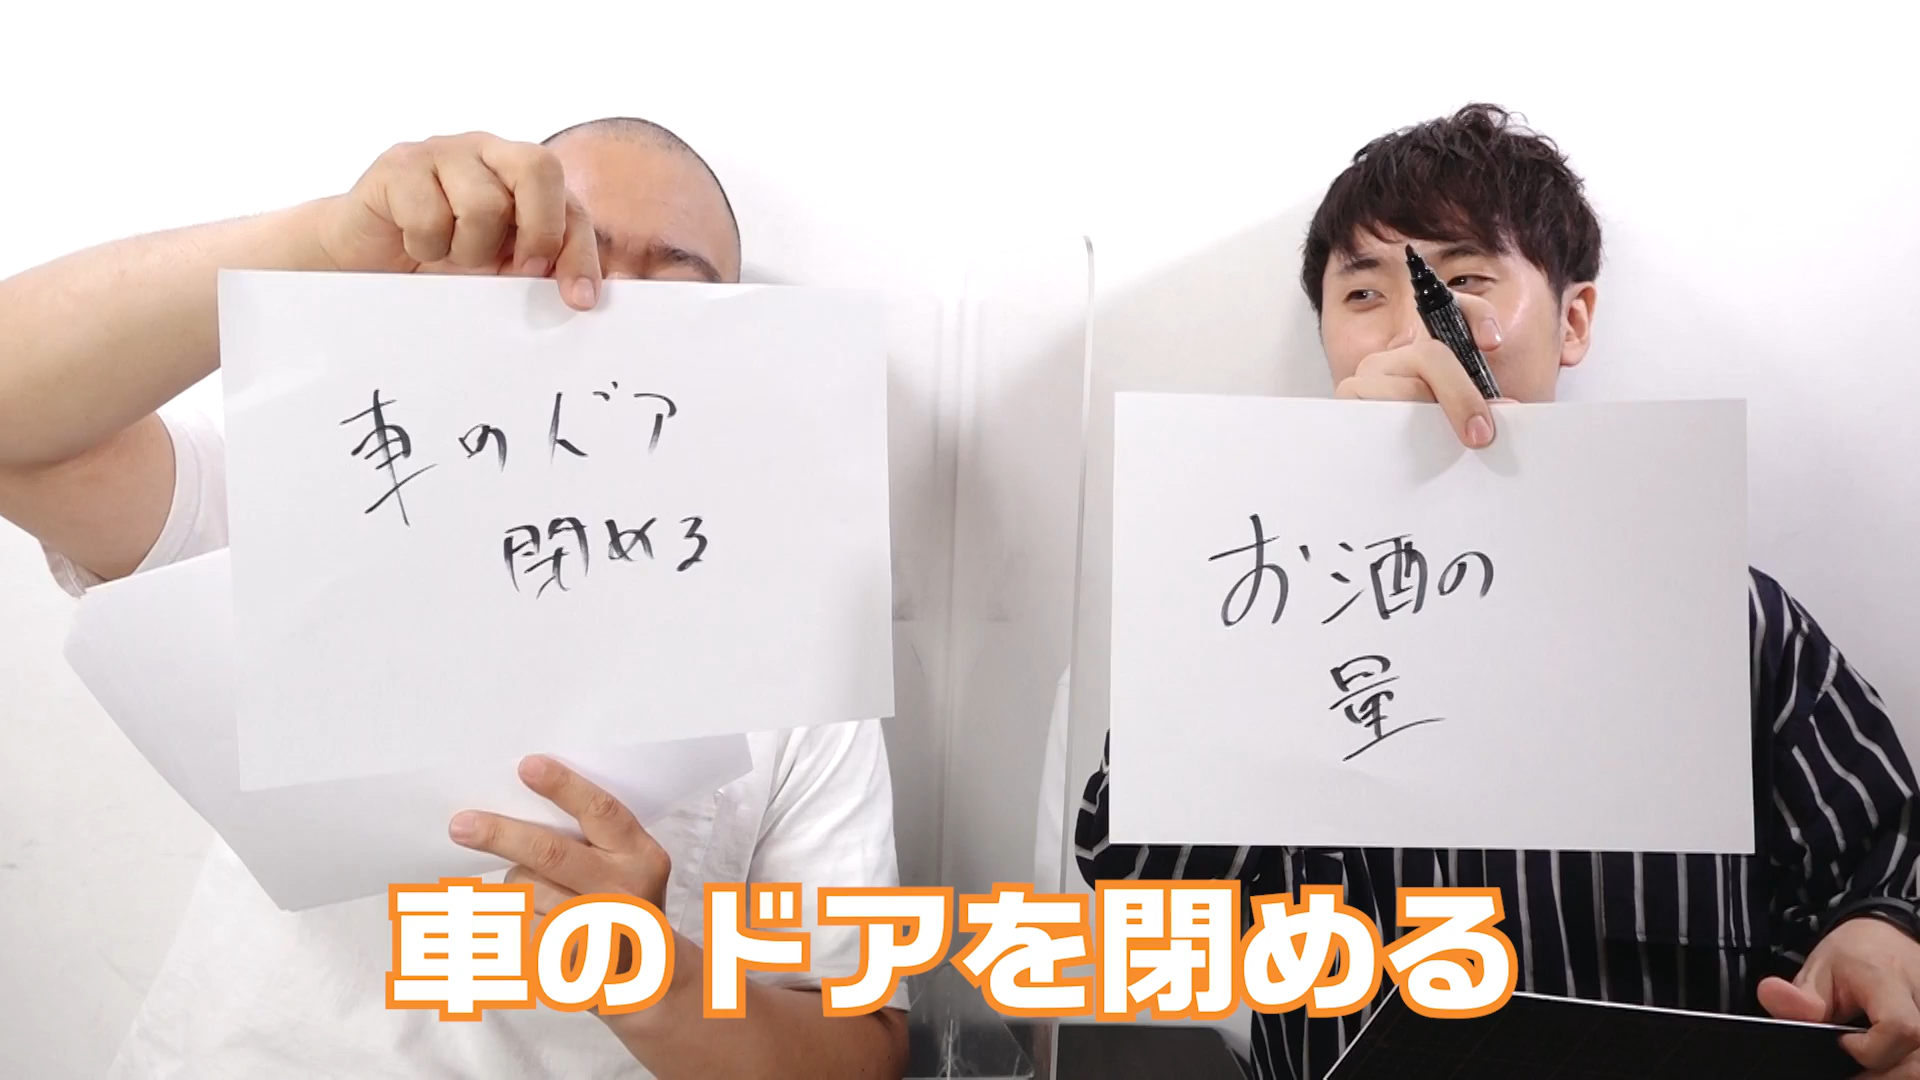 車のドア
閉める
お酒の
量
車のドアを閉める